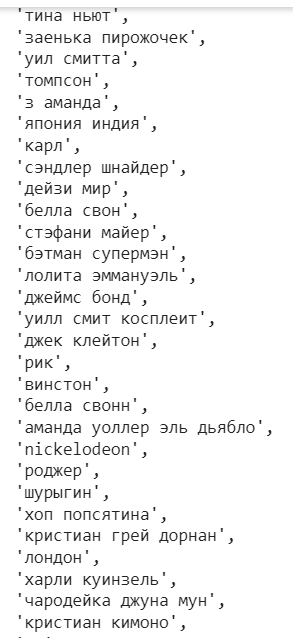 'тина ньют',
'заенька пирожочек',
'уил смитта',
'томпсон',
'з аманда',
'япония индия',
'карл',
'сэндлер шнайдер',
'дейзи мир',
'белла свон',
'стэфани майер',
'бэтман супермэн',
'лолита эммануэль',
'джеймс бонд',
'уилл смит косплеит',
'джек клейтон',
'рик',
'винстон',
'белла свонн',
'аманда уоллер эль дьябло',
'nickelodeon',
'роджер',
'шурыгин',
'хоп попсятина',
'кристиан грей дорнан',
'лондон',
'харли куинзель',
'чародейка джуна мун',
'кристиан кимоно',